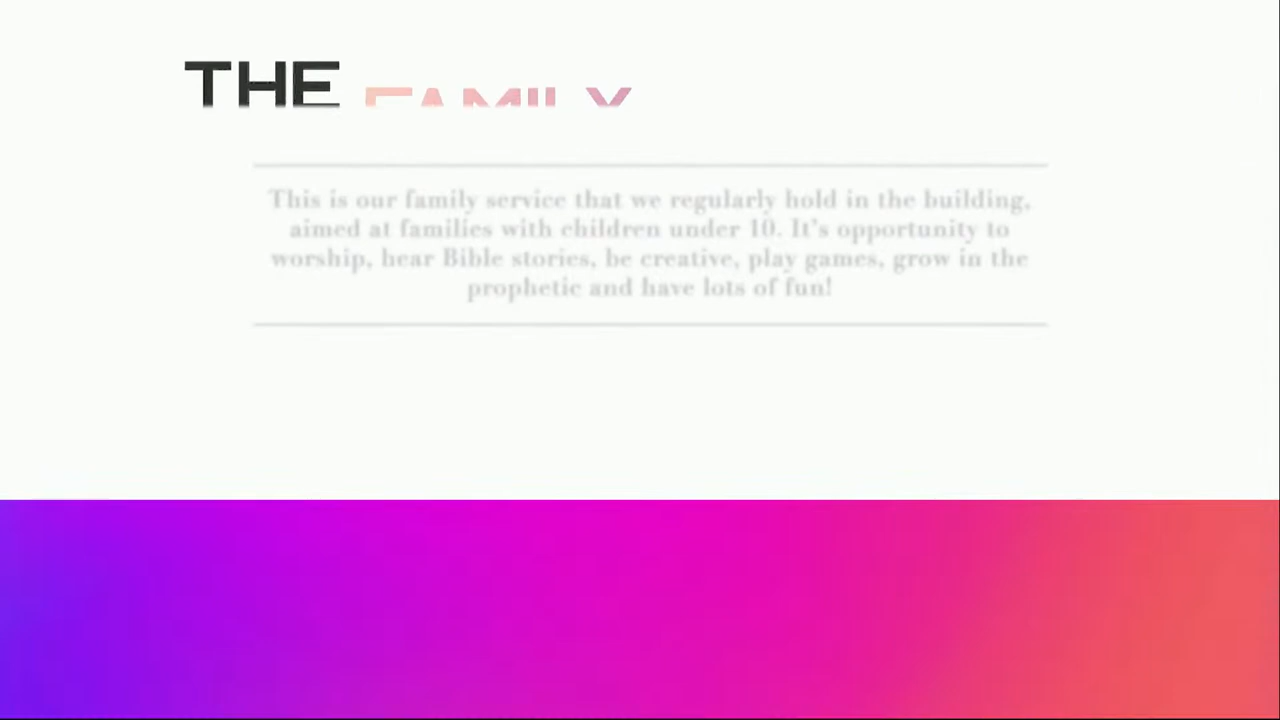 THE FAMILY
This is our family service that we regularly hold in the building,
aimed at families with children under 10. It's opportunity to
worship, hear Bible stories, be creative, play games, grow in the
prophetic and have lots of fun!